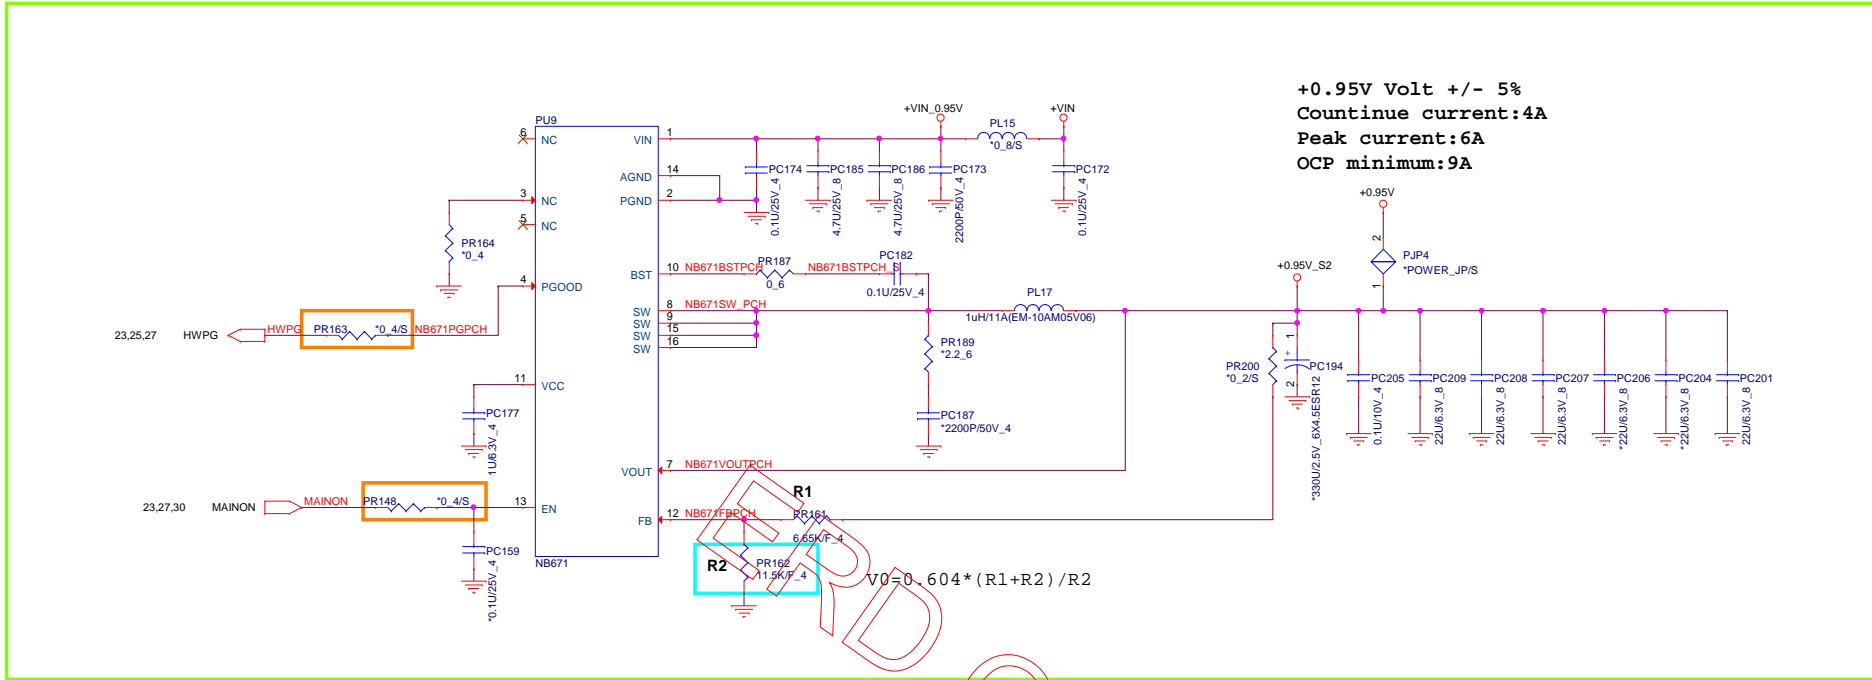 +0.95V Volt +/- 5%
Countinue current:4A
Peak current:6A
OCP minimum:9A
+VIN_0.95V
+VIN
PL15
*0_8/S
PU9
6
NC
VIN
1
AGND
14
PGND
2
3
NC
5
NC
PR164
*0_4
4
PGOOD
PC174
0.1U/25V_4
PC185
4.7U/25V_8
PC186
4.7U/25V_8
PC173
2200P/50V_4
PC172
0.1U/25V_4
BST
10
NB671BSTPCH
PR187
0_6
NB671BSTPCH_S
PC182
0.1U/25V_4
SW
8
NB671SW_PCH
SW
9
SW
15
SW
16
PL17
1uH/11A(EM-10AM05V06)
PR189
*2.2_6
PC187
*2200P/50V_4
+0.95V
2
PJP4
*POWER_JP/S
1
+0.95V_S2
23,25,27
HWPG
HWPG
PR163
*0_4/S
NB671PGPCH
11
VCC
PC177
1U/6.3V_4
PR200
*0_2/S
1
+
PC194
2
*330U/2.5V_6X4.5ESR12
PC205
0.1U/10V_4
PC209
22U/6.3V_8
PC208
22U/6.3V_8
PC207
22U/6.3V_8
PC206
*22U/6.3V_8
PC204
*22U/6.3V_8
PC201
22U/6.3V_8
VOUT
7
NB671VOUTPCH
23,27,30
MAINON
MAINON
PR148
*0_4/S
13
EN
PC159
*0.1U/25V_4
FB
12
NB671FBPCH
R1
PR161
6.65K/F_4
R2
PR162
11.5K/F_4
NB671
V0=0.604*(R1+R2)/R2